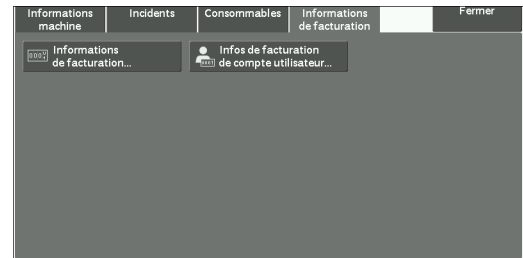 Informations
machine
Incidents
Consommables
Informations
de facturation
Fermer
Informations
de facturation...
Infos de facturation
de compte utilisateur...